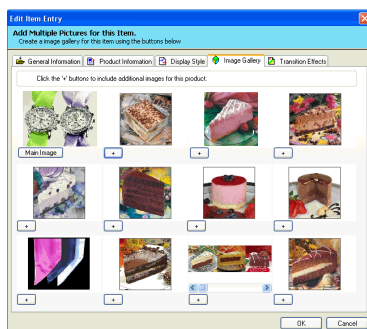 Edit Item Entry
Add Multiple Pictures for this Item.
Create a image gallery for this item using the buttons below
General Information Product Information Display Style Image Gallery Transition Effects
Click the '+' buttons to include additional images for this product.
Main Image + + +
+ + + +
+ + + +
OK Cancel